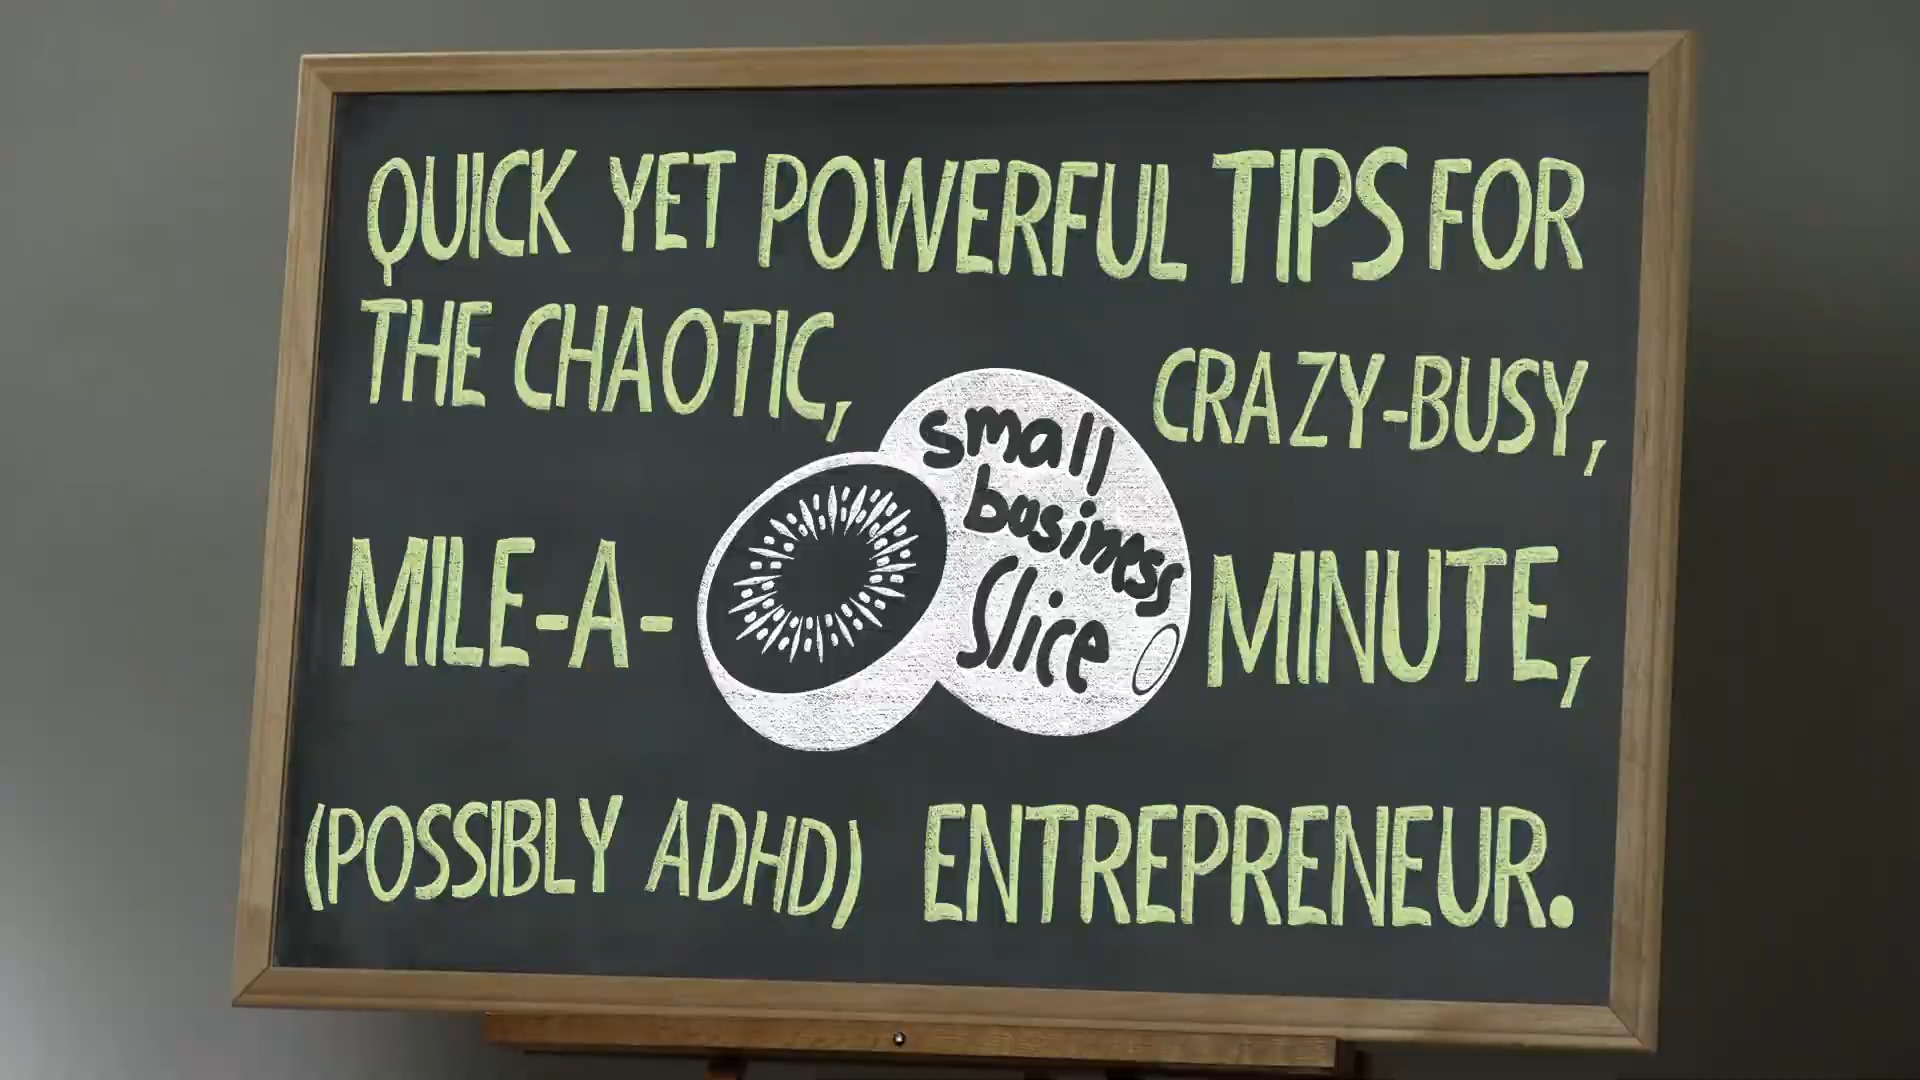 QUICK YET POWERFUL TIPS FOR
THE CHAOTIC, CRAZY-BUSY,
small
business
Slice
MILE-A- MINUTE,
(POSSIBLY ADHD) ENTREPRENEUR.